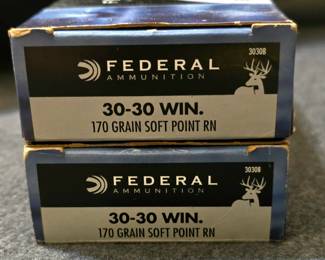 30308
FEDERAL
AMMUNITION
30-30 WIN.
170 GRAIN SOFT POINT RN
30308
FEDERAL
AMMUNITION
30-30 WIN.
170 GRAIN SOFT POINT RN